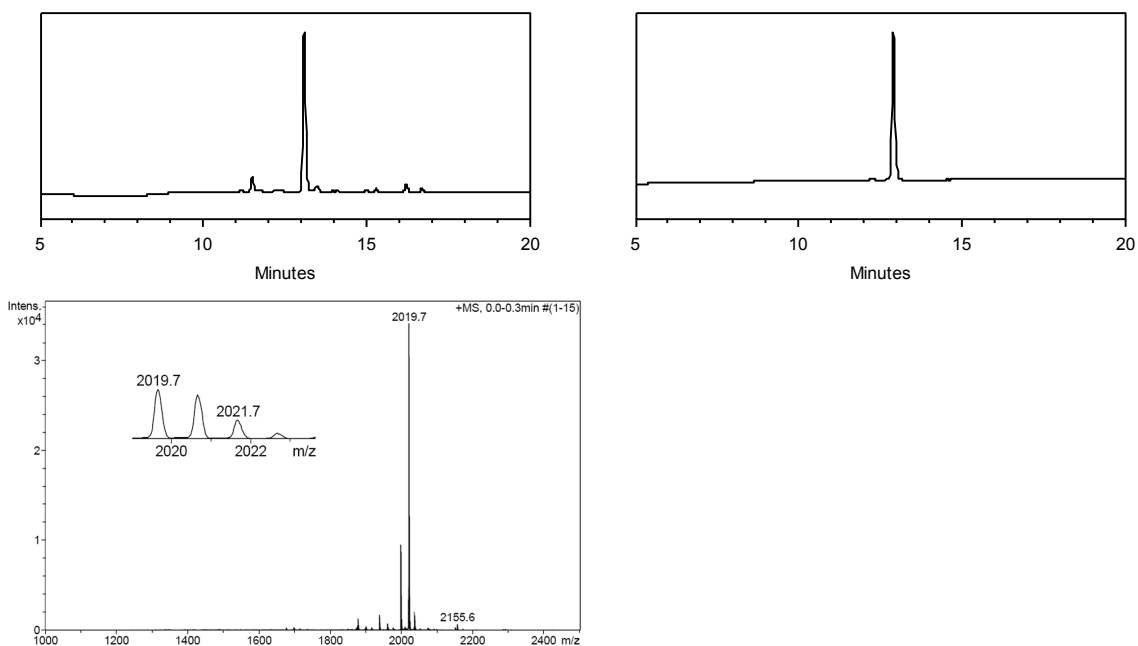 5 10 15 20
Minutes
5 10 15 20
Minutes
Intens.
x10⁴
+MS, 0.0-0.3min #(1-15)
2019.7
3
2019.7
2021.7
2020 2022 m/z
2
1
2155.6
0
1000 1200 1400 1600 1800 2000 2200 2400 m/z